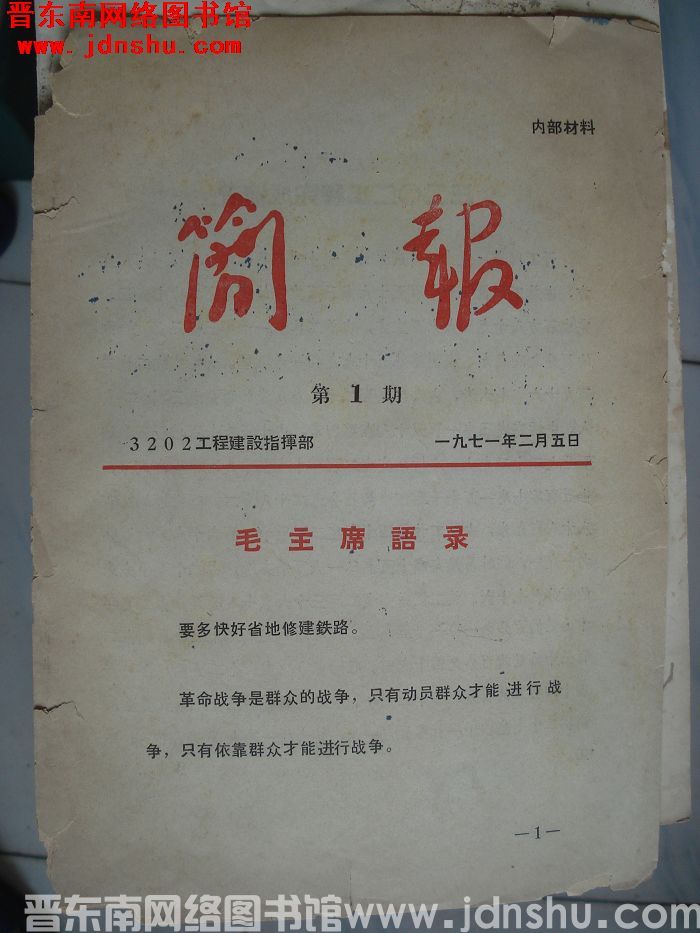 晋东南网络图书馆
www.jdnshu.com
内部材料
簡報
第1期
3202工程建設指揮部 一九七一年二月五日
毛主席語录
要多快好省地修建鉄路。
革命战争是群众的战争，只有动员群众才能进行战
争，只有依靠群众才能进行战争。
—1—
晋东南网络图书馆 www.jdnshu.com